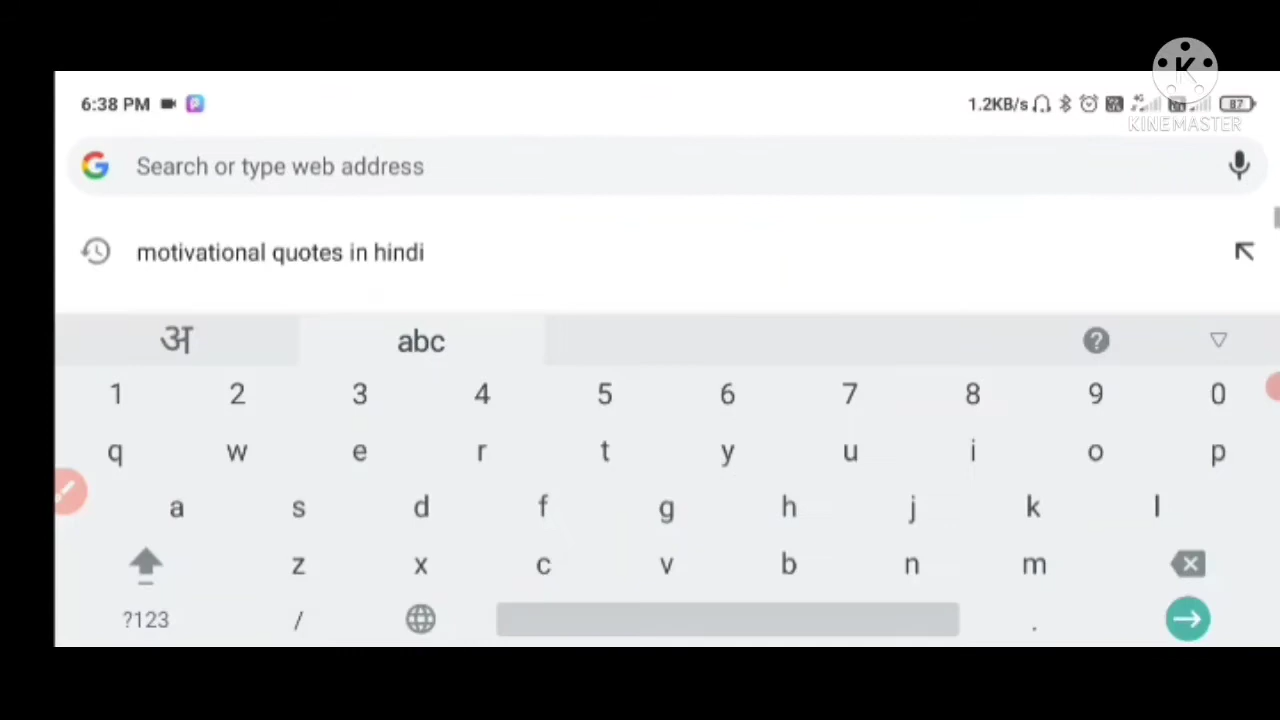 6:38 PM 1.2KB/s 4G 87
KINEMASTER
Search or type web address
motivational quotes in hindi
अ abc
1 2 3 4 5 6 7 8 9 0
q w e r t y u i o p
a s d f g h j k l
z x c v b n m
?123 / .